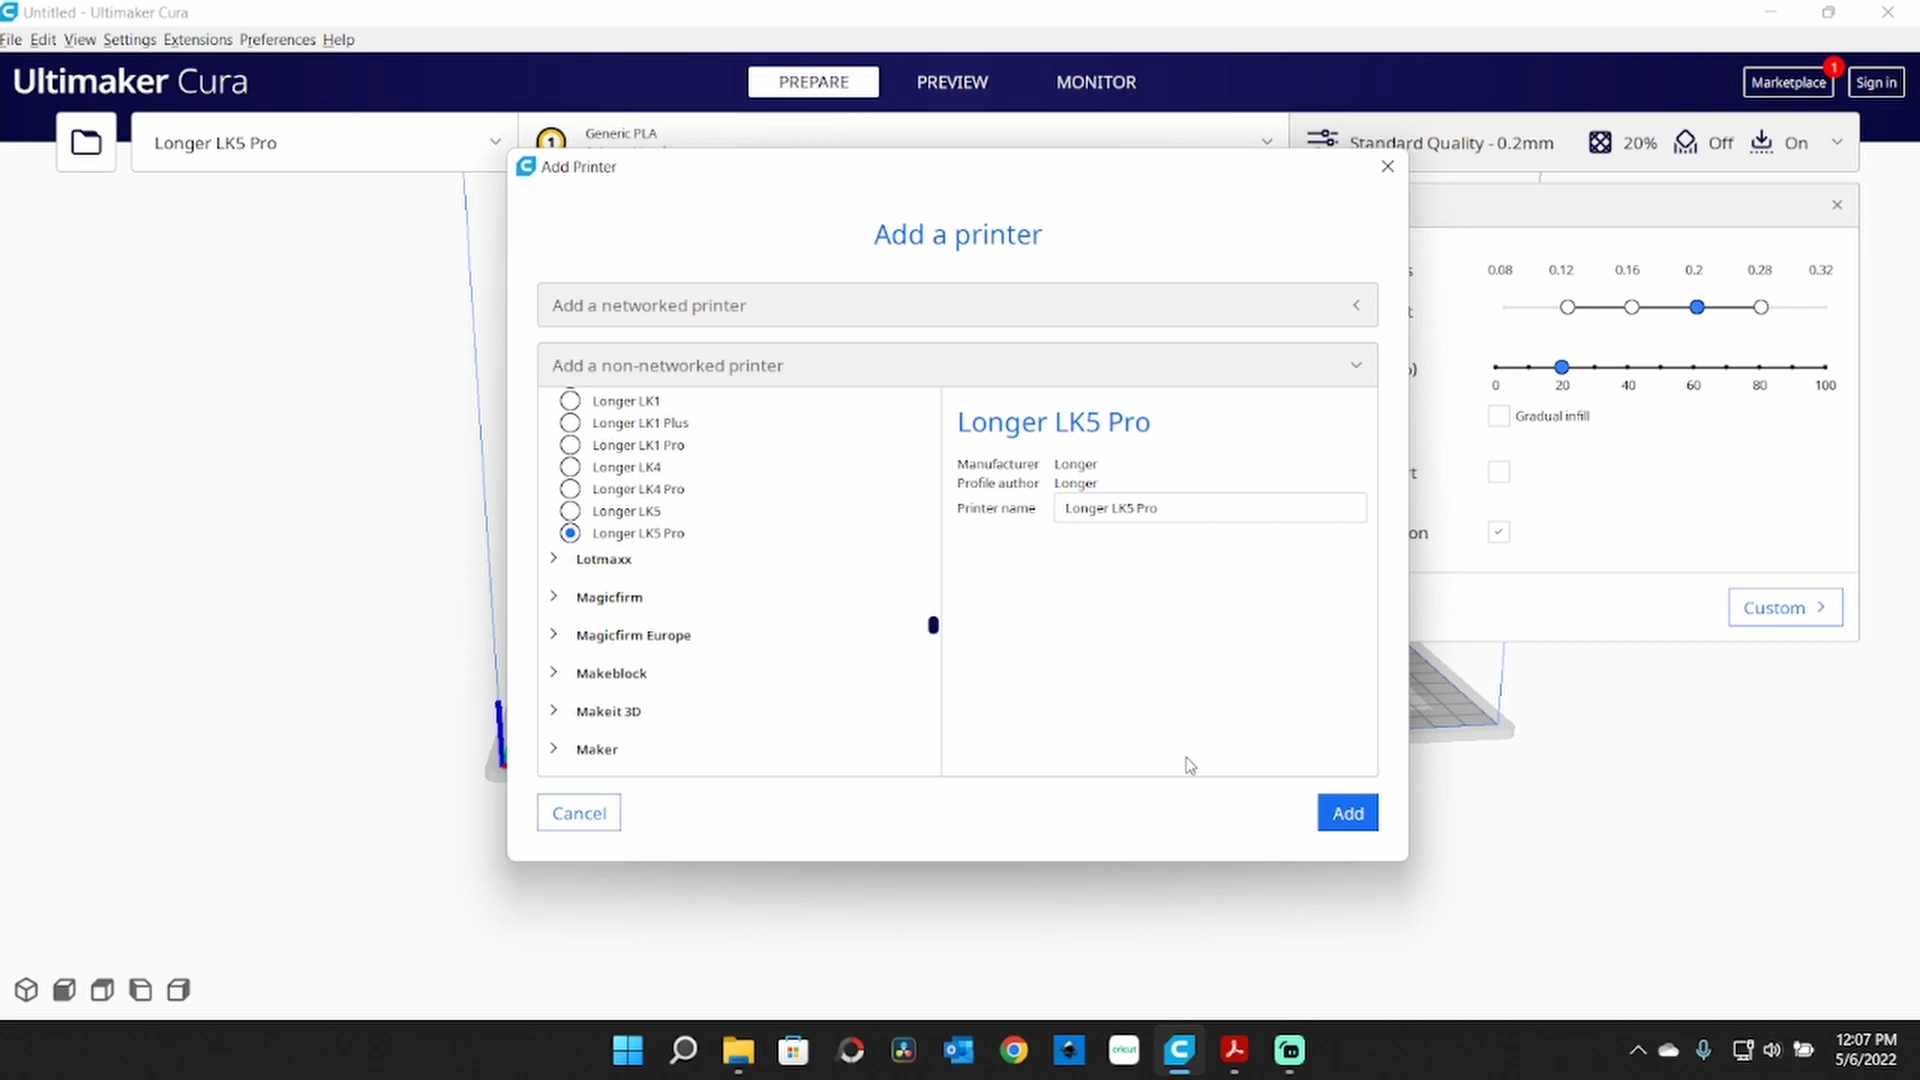 Untitled - Ultimaker Cura
File Edit View Settings Extensions Preferences Help
Ultimaker Cura
PREPARE
PREVIEW
MONITOR
Marketplace
1
Sign in
Longer LK5 Pro
1
Generic PLA
Standard Quality - 0.2mm
20%
Off
On
Add Printer
Add a printer
Add a networked printer
Add a non-networked printer
Longer LK1
Longer LK1 Plus
Longer LK1 Pro
Longer LK4
Longer LK4 Pro
Longer LK5
Longer LK5 Pro
Lotmaxx
Magicfirm
Magicfirm Europe
Makeblock
Makeit 3D
Maker
Longer LK5 Pro
Manufacturer Longer
Profile author Longer
Printer name Longer LK5 Pro
Cancel
Add
0.08 0.12 0.16 0.2 0.28 0.32
0 20 40 60 80 100
Gradual infill
on
Custom
cricut
12:07 PM
5/6/2022